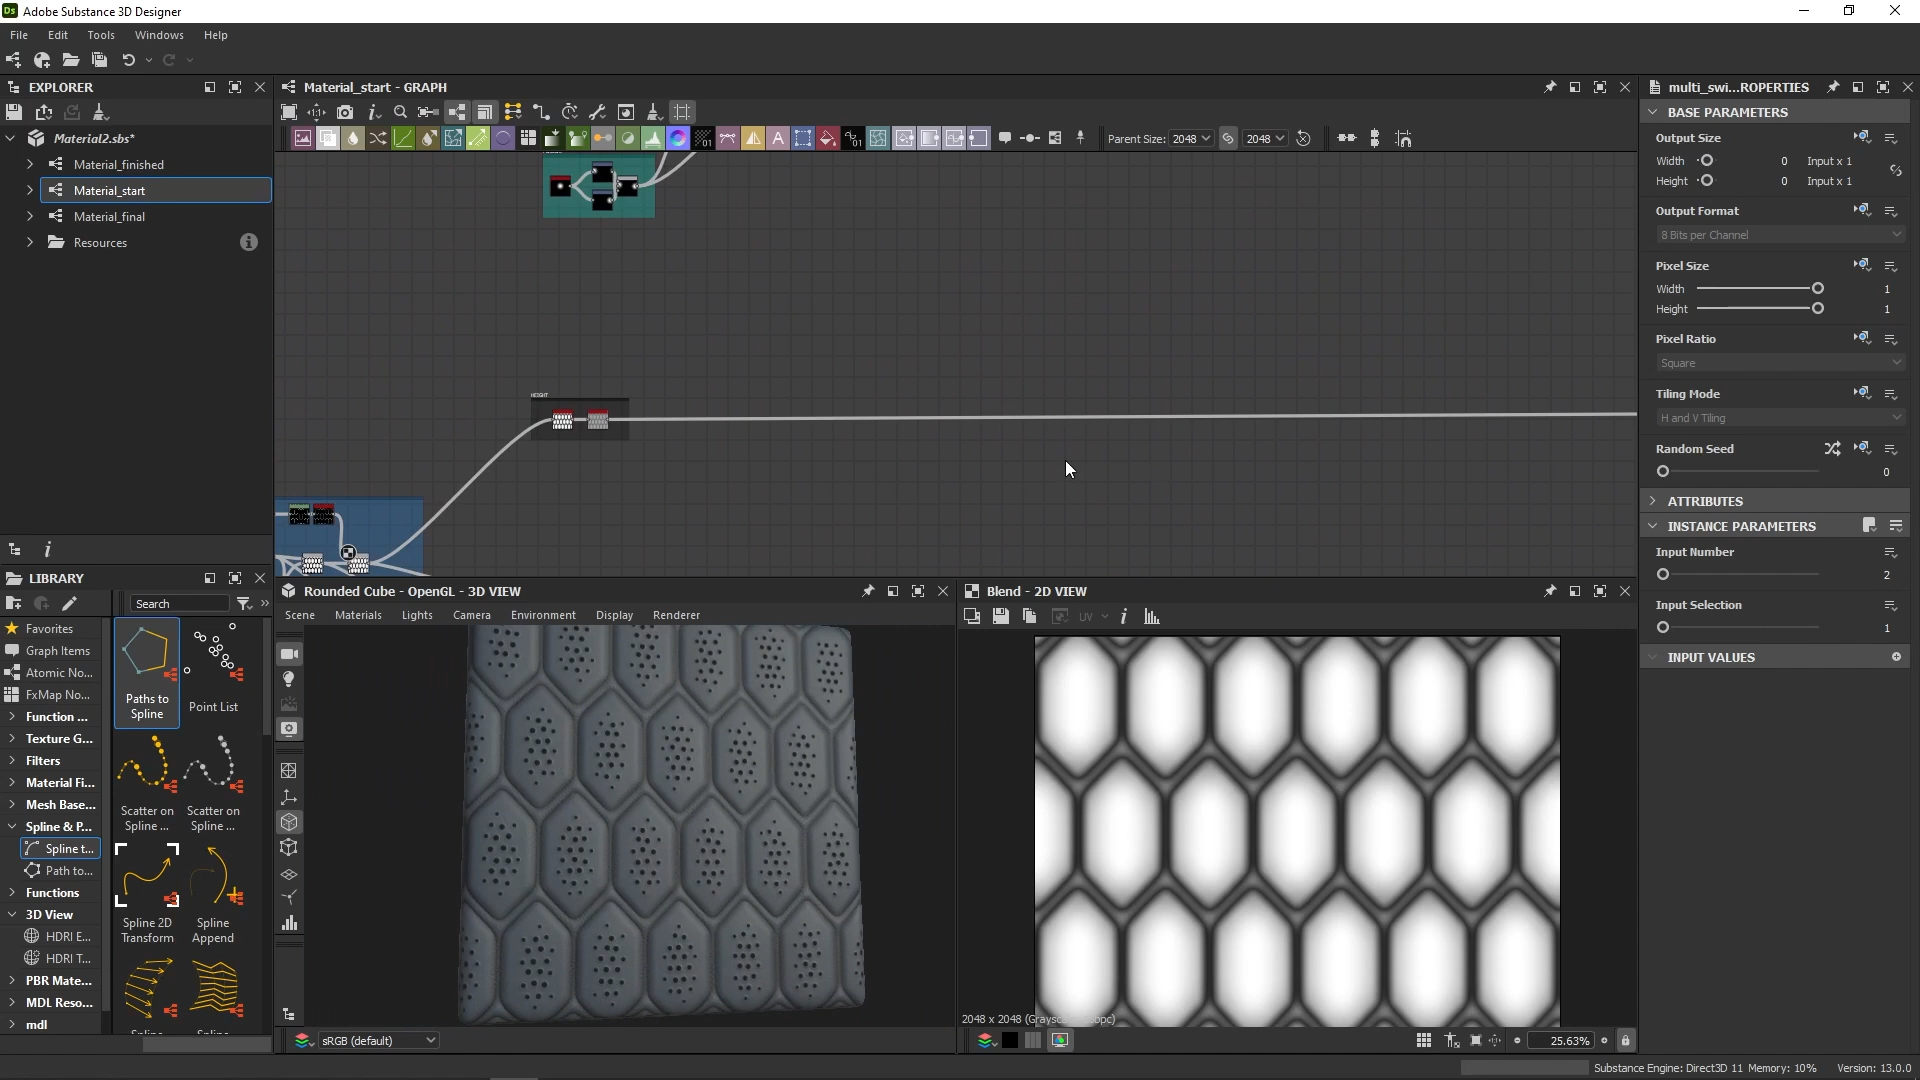 Ds Adobe Substance 3D Designer
File Edit Tools Windows Help
EXPLORER
Material2.sbs*
Material_finished
Material_start
Material_final
Resources
LIBRARY
Search
Favorites
Graph Items
Atomic No...
FxMap No...
Function ...
Texture G...
Filters
Material Fi...
Mesh Base...
Spline & P...
Spline t...
Path to...
Functions
3D View
HDRI E...
HDRI T...
PBR Mate...
MDL Reso...
mdl
Paths to
Spline
Point List
Scatter on
Spline ...
Scatter on
Spline ...
Spline 2D
Transform
Spline
Append
Material_start - GRAPH
Parent Size: 2048 2048
HEIGHT
Rounded Cube - OpenGL - 3D VIEW
Scene Materials Lights Camera Environment Display Renderer
sRGB (default)
Blend - 2D VIEW
UV
25.63%
multi_swi...ROPERTIES
BASE PARAMETERS
Output Size
Width 0 Input x 1
Height 0 Input x 1
Output Format
8 Bits per Channel
Pixel Size
Width 1
Height 1
Pixel Ratio
Square
Tiling Mode
H and V Tiling
Random Seed
0
ATTRIBUTES
INSTANCE PARAMETERS
Input Number
2
Input Selection
1
INPUT VALUES
Substance Engine: Direct3D 11 Memory: 10% Version: 13.0.0